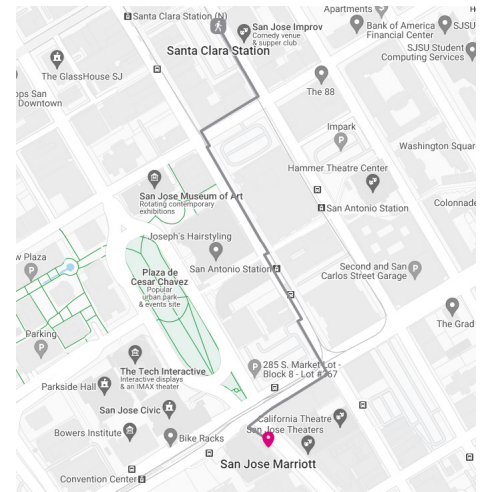 Santa Clara Station (N)
Apartments
San Jose Improv
Comedy venue
& supper club
Bank of America
Financial Center
SJSU
Santa Clara Station
SJSU Student
Computing Services
The GlassHouse SJ
The 88
ops San
Downtown
Impark
Washington Squar
Hammer Theatre Center
San Jose Museum of Art
Rotating contemporary
exhibitions
San Antonio Station
Colonnade
Joseph's Hairstyling
w Plaza
P
San Antonio Station
Second and San
Carlos Street Garage
P
Plaza de
Cesar Chavez
Popular
urban park
& events site
The Grad
Parking
P
The Tech Interactive
Interactive displays
& an IMAX theater
P
285 S. Market Lot -
Block 8 - Lot #267
Parkside Hall
San Jose Civic
California Theatre
San Jose Theaters
Bowers Institute
Bike Racks
San Jose Marriott
Convention Center